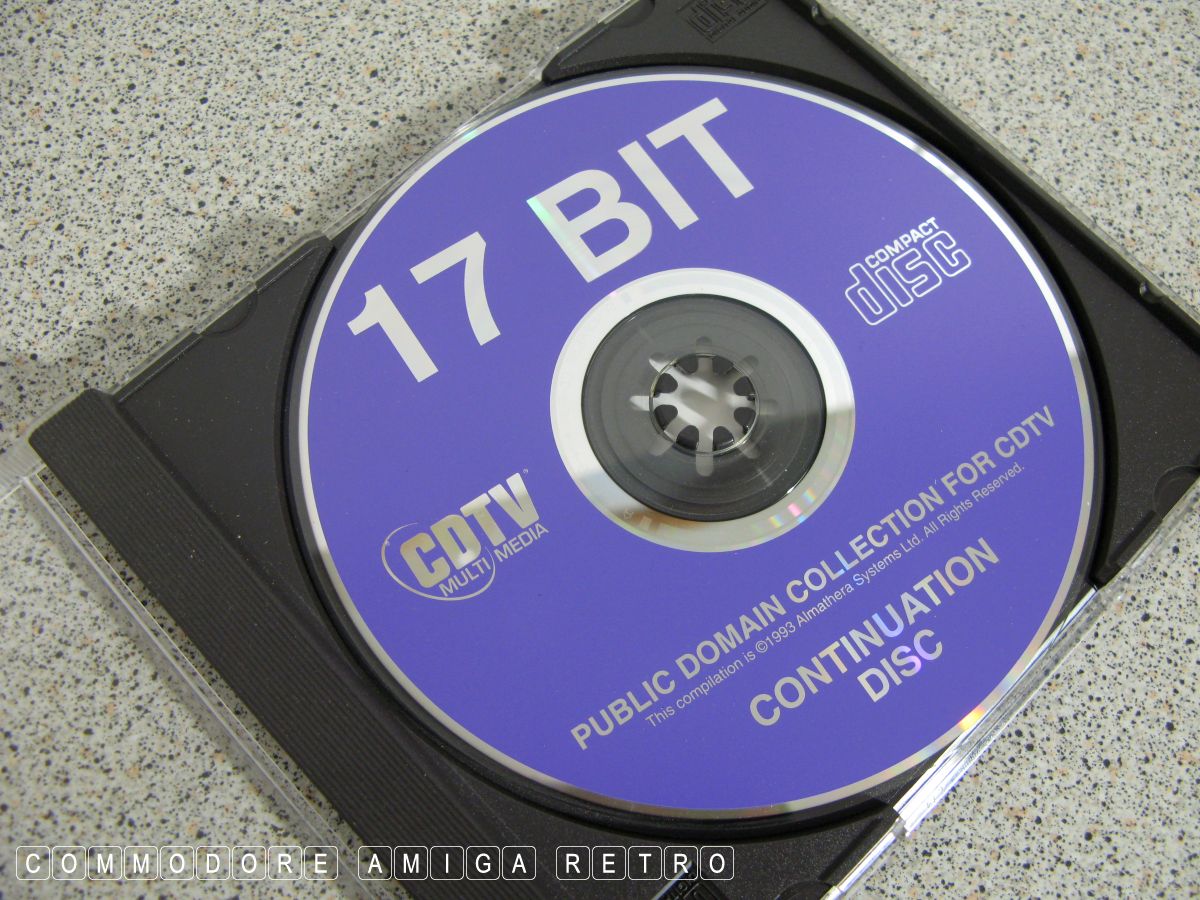 17 BIT
COMPACT
disc
CDTV
MULTI MEDIA
PUBLIC DOMAIN COLLECTION FOR CDTV
This compilation is ©1993 Almathera Systems Ltd. All Rights Reserved.
CONTINUATION
DISC
COMMODORE AMIGA RETRO